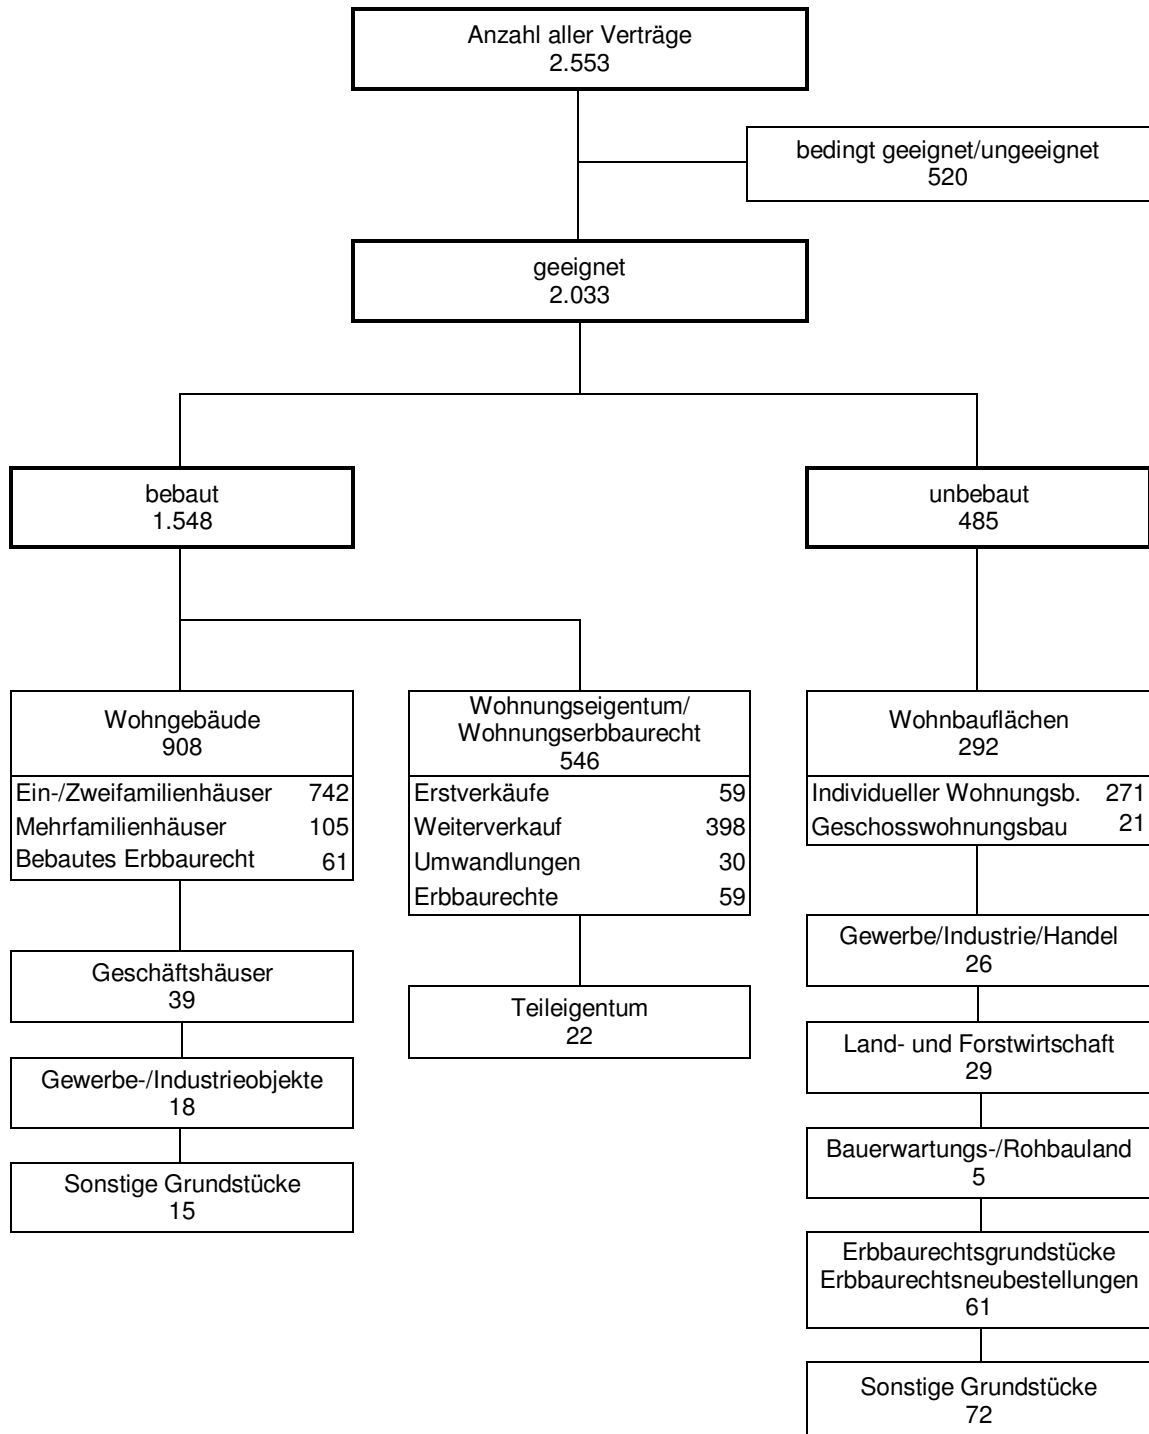 Anzahl aller Verträge
2.553
bedingt geeignet/ungeeignet
520
geeignet
2.033
bebaut
1.548
unbebaut
485
Wohngebäude
908
Ein-/Zweifamilienhäuser 742
Mehrfamilienhäuser 105
Bebautes Erbbaurecht 61
Geschäftshäuser
39
Gewerbe-/Industrieobjekte
18
Sonstige Grundstücke
15
Wohnungseigentum/
Wohnungserbbaurecht
546
Erstverkäufe 59
Weiterverkauf 398
Umwandlungen 30
Erbbaurechte 59
Teileigentum
22
Wohnbauflächen
292
Individueller Wohnungsb. 271
Geschosswohnungsbau 21
Gewerbe/Industrie/Handel
26
Land- und Forstwirtschaft
29
Bauerwartungs-/Rohbauland
5
Erbbaurechtsgrundstücke
Erbbaurechtsneubestellungen
61
Sonstige Grundstücke
72